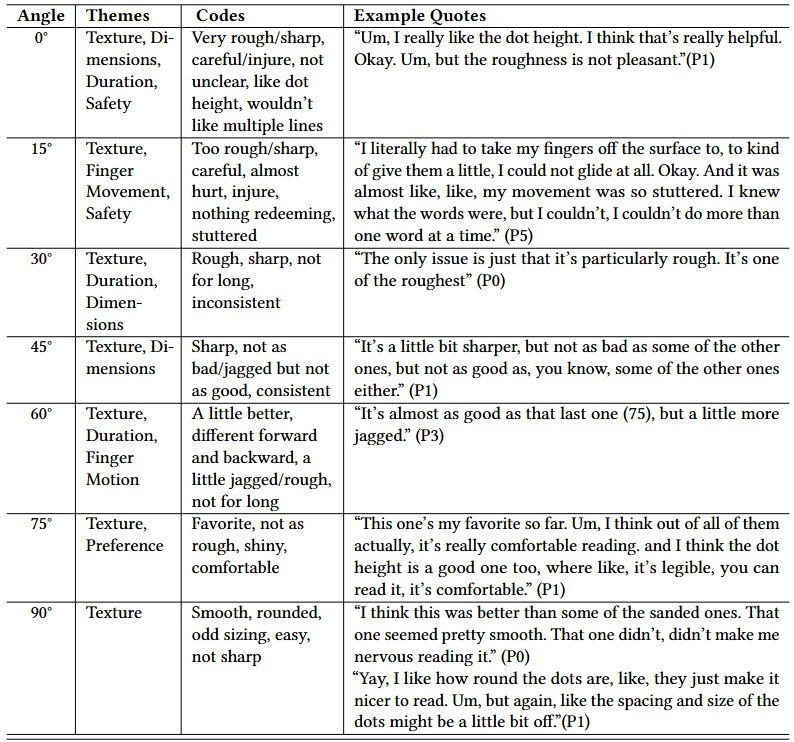 Angle Themes Codes Example Quotes
0° Texture, Di- Very rough/sharp, “Um, I really like the dot height. I think that’s really helpful.
mensions, careful/injure, not Okay. Um, but the roughness is not pleasant.”(P1)
Duration, unclear, like dot
Safety height, wouldn’t
like multiple lines
15° Texture, Too rough/sharp, “I literally had to take my fingers off the surface to, to kind
Finger careful, almost of give them a little, I could not glide at all. Okay. And it was
Movement, hurt, injure, almost like, like, my movement was so stuttered. I knew
Safety nothing redeeming, what the words were, but I couldn’t, I couldn’t do more than
stuttered one word at a time.” (P5)
30° Texture, Rough, sharp, not “The only issue is just that it’s particularly rough. It’s one
Duration, for long, of the roughest” (P0)
Dimen- inconsistent
sions
45° Texture, Di- Sharp, not as “It’s a little bit sharper, but not as bad as some of the other
mensions bad/jagged but not ones, but not as good as, you know, some of the other ones
as good, consistent either.” (P1)
60° Texture, A little better, “It’s almost as good as that last one (75), but a little more
Duration, different forward jagged.” (P3)
Finger and backward, a
Motion little jagged/rough,
not for long
75° Texture, Favorite, not as “This one’s my favorite so far. Um, I think out of all of them
Preference rough, shiny, actually, it’s really comfortable reading. and I think the dot
comfortable height is a good one too, where like, it’s legible, you can
read it, it’s comfortable.” (P1)
90° Texture Smooth, rounded, “I think this was better than some of the sanded ones. That
odd sizing, easy, one seemed pretty smooth. That one didn’t, didn’t make me
not sharp nervous reading it.” (P0)
“Yay, I like how round the dots are, like, they just make it
nicer to read. Um, but again, like the spacing and size of the
dots might be a little bit off.”(P1)